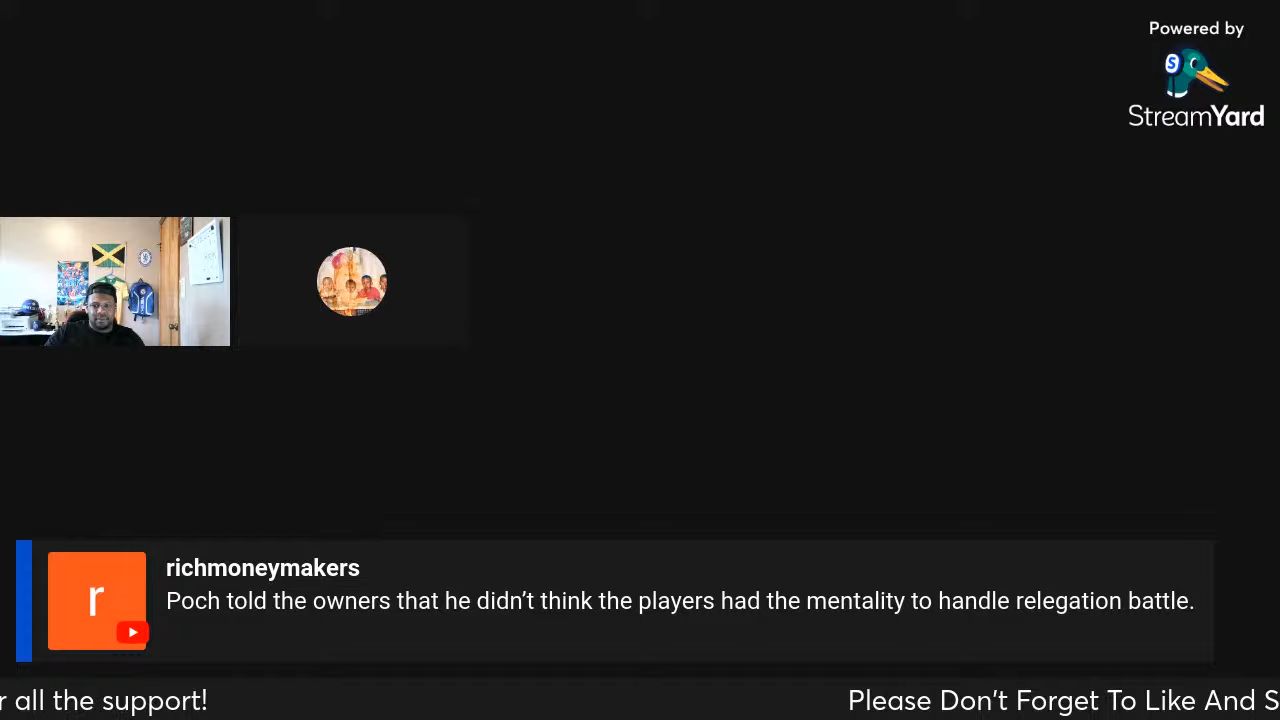 Powered by
S
StreamYard
r
richmoneymakers
Poch told the owners that he didn’t think the players had the mentality to handle relegation battle.
r all the support!
Please Don't Forget To Like And S